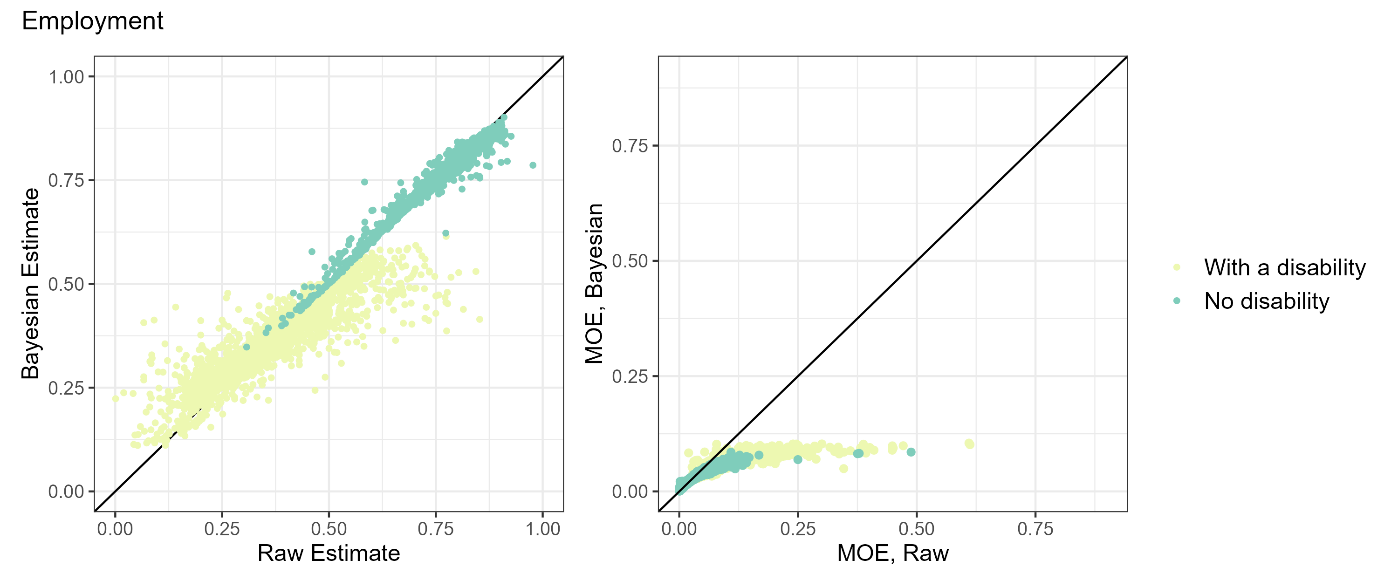 Employment
Bayesian Estimate
1.00
0.75
0.50
0.25
0.00
0.00 0.25 0.50 0.75 1.00
Raw Estimate
MOE, Bayesian
0.75
0.50
0.25
0.00
0.00 0.25 0.50 0.75
MOE, Raw
With a disability
No disability